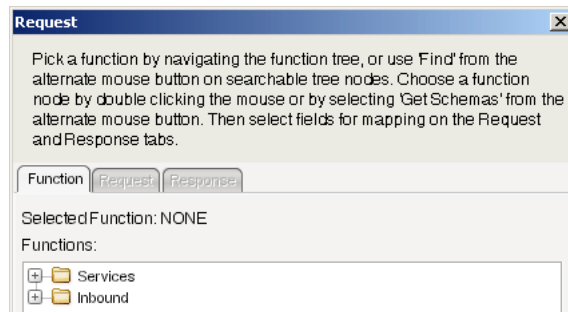 Request
Pick a function by navigating the function tree, or use 'Find' from the
alternate mouse button on searchable tree nodes. Choose a function
node by double clicking the mouse or by selecting 'Get Schemas' from the
alternate mouse button. Then select fields for mapping on the Request
and Response tabs.
Function Request Response
Selected Function: NONE
Functions:
Services
Inbound